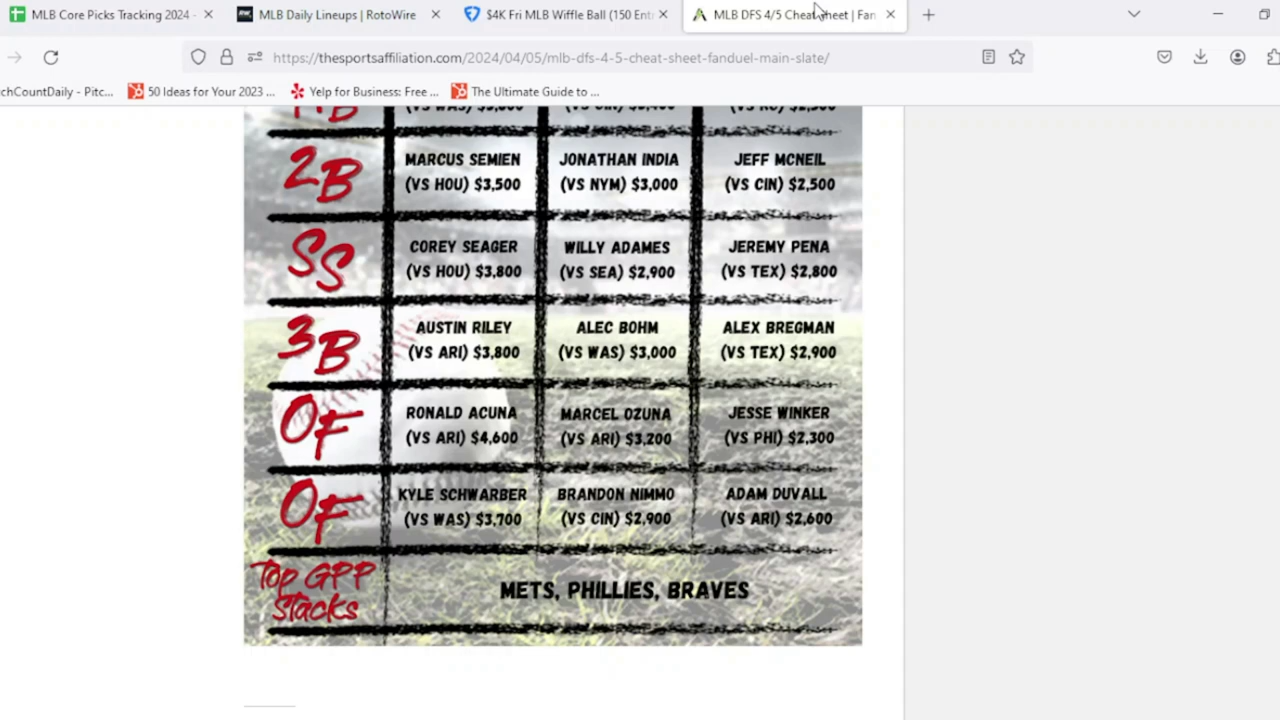 MLB Core Picks Tracking 2024 -
MLB Daily Lineups | RotoWire
$4K Fri MLB Wiffle Ball (150 Ent
MLB DFS 4/5 Cheat Sheet | Fan
https://thesportsaffiliation.com/2024/04/05/mlb-dfs-4-5-cheat-sheet-fanduel-main-slate/
chCountDaily - Pitc...
50 Ideas for Your 2023 ...
Yelp for Business: Free ...
The Ultimate Guide to ...
2B
MARCUS SEMIEN
(VS HOU) $3,500
JONATHAN INDIA
(VS NYM) $3,000
JEFF MCNEIL
(VS CIN) $2,500
SS
COREY SEAGER
(VS HOU) $3,800
WILLY ADAMES
(VS SEA) $2,900
JEREMY PENA
(VS TEX) $2,800
3B
AUSTIN RILEY
(VS ARI) $3,800
ALEC BOHM
(VS WAS) $3,000
ALEX BREGMAN
(VS TEX) $2,900
OF
RONALD ACUNA
(VS ARI) $4,600
MARCEL OZUNA
(VS ARI) $3,200
JESSE WINKER
(VS PHI) $2,300
OF
KYLE SCHWARBER
(VS WAS) $3,700
BRANDON NIMMO
(VS CIN) $2,900
ADAM DUVALL
(VS ARI) $2,600
Top GPP
Stacks
METS, PHILLIES, BRAVES